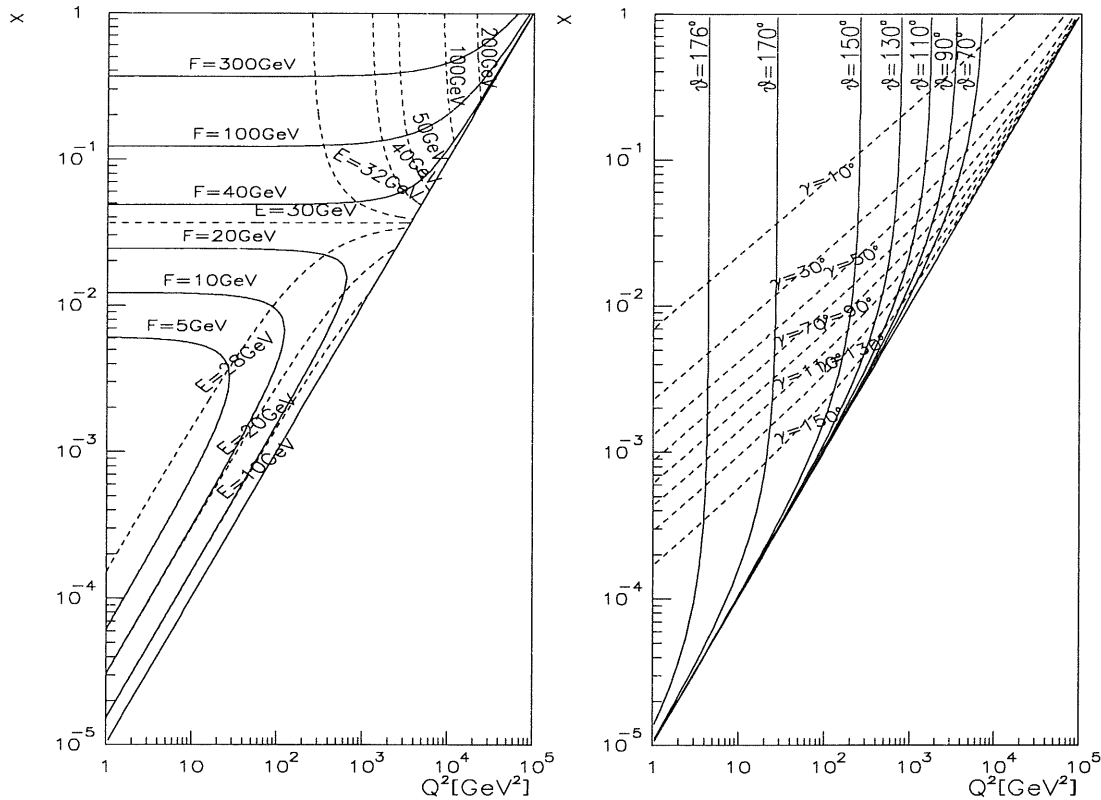 X
1
10⁻¹
10⁻²
10⁻³
10⁻⁴
10⁻⁵
F=300GeV
F=100GeV
F=40GeV
E=30GeV
F=20GeV
F=10GeV
F=5GeV
200GeV
100GeV
50GeV
40GeV
E=32GeV
E=28GeV
E=20GeV
E=10GeV
1
10
10²
10³
10⁴
10⁵
Q²[GeV²]
X
1
10⁻¹
10⁻²
10⁻³
10⁻⁴
10⁻⁵
ϑ=176°
ϑ=170°
ϑ=150°
ϑ=130°
ϑ=110°
ϑ=90°
ϑ=70°
γ=10°
γ=30°
γ=50°
γ=70°
γ=90°
γ=110°
γ=130°
γ=150°
1
10
10²
10³
10⁴
10⁵
Q²[GeV²]